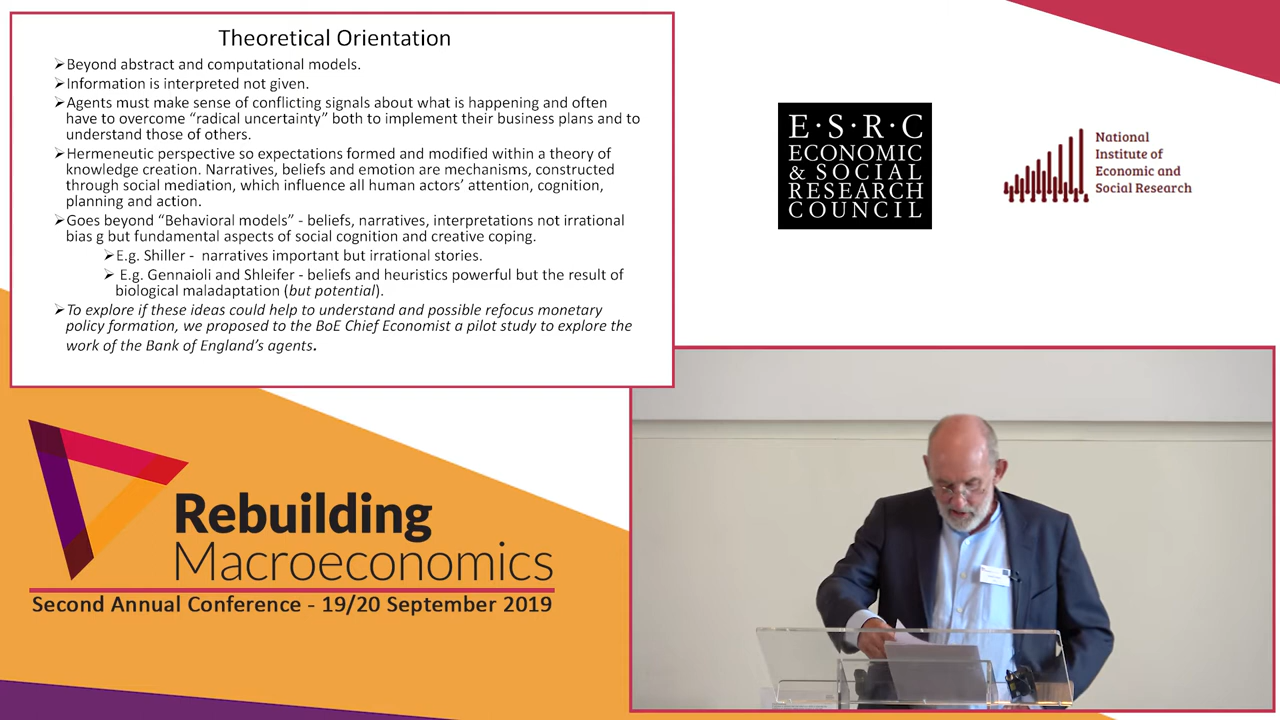 Theoretical Orientation
➢Beyond abstract and computational models.
➢Information is interpreted not given.
➢Agents must make sense of conflicting signals about what is happening and often
have to overcome “radical uncertainty” both to implement their business plans and to
understand those of others.
➢Hermeneutic perspective so expectations formed and modified within a theory of
knowledge creation. Narratives, beliefs and emotion are mechanisms, constructed
through social mediation, which influence all human actors’ attention, cognition,
planning and action.
➢Goes beyond “Behavioral models” - beliefs, narratives, interpretations not irrational
bias g but fundamental aspects of social cognition and creative coping.
➢E.g. Shiller - narratives important but irrational stories.
➢ E.g. Gennaioli and Shleifer - beliefs and heuristics powerful but the result of
biological maladaptation (but potential).
➢To explore if these ideas could help to understand and possible refocus monetary
policy formation, we proposed to the BoE Chief Economist a pilot study to explore the
work of the Bank of England’s agents.
E·S·R·C
ECONOMIC
& SOCIAL
RESEARCH
COUNCIL
National
Institute of
Economic and
Social Research
Rebuilding
Macroeconomics
Second Annual Conference - 19/20 September 2019